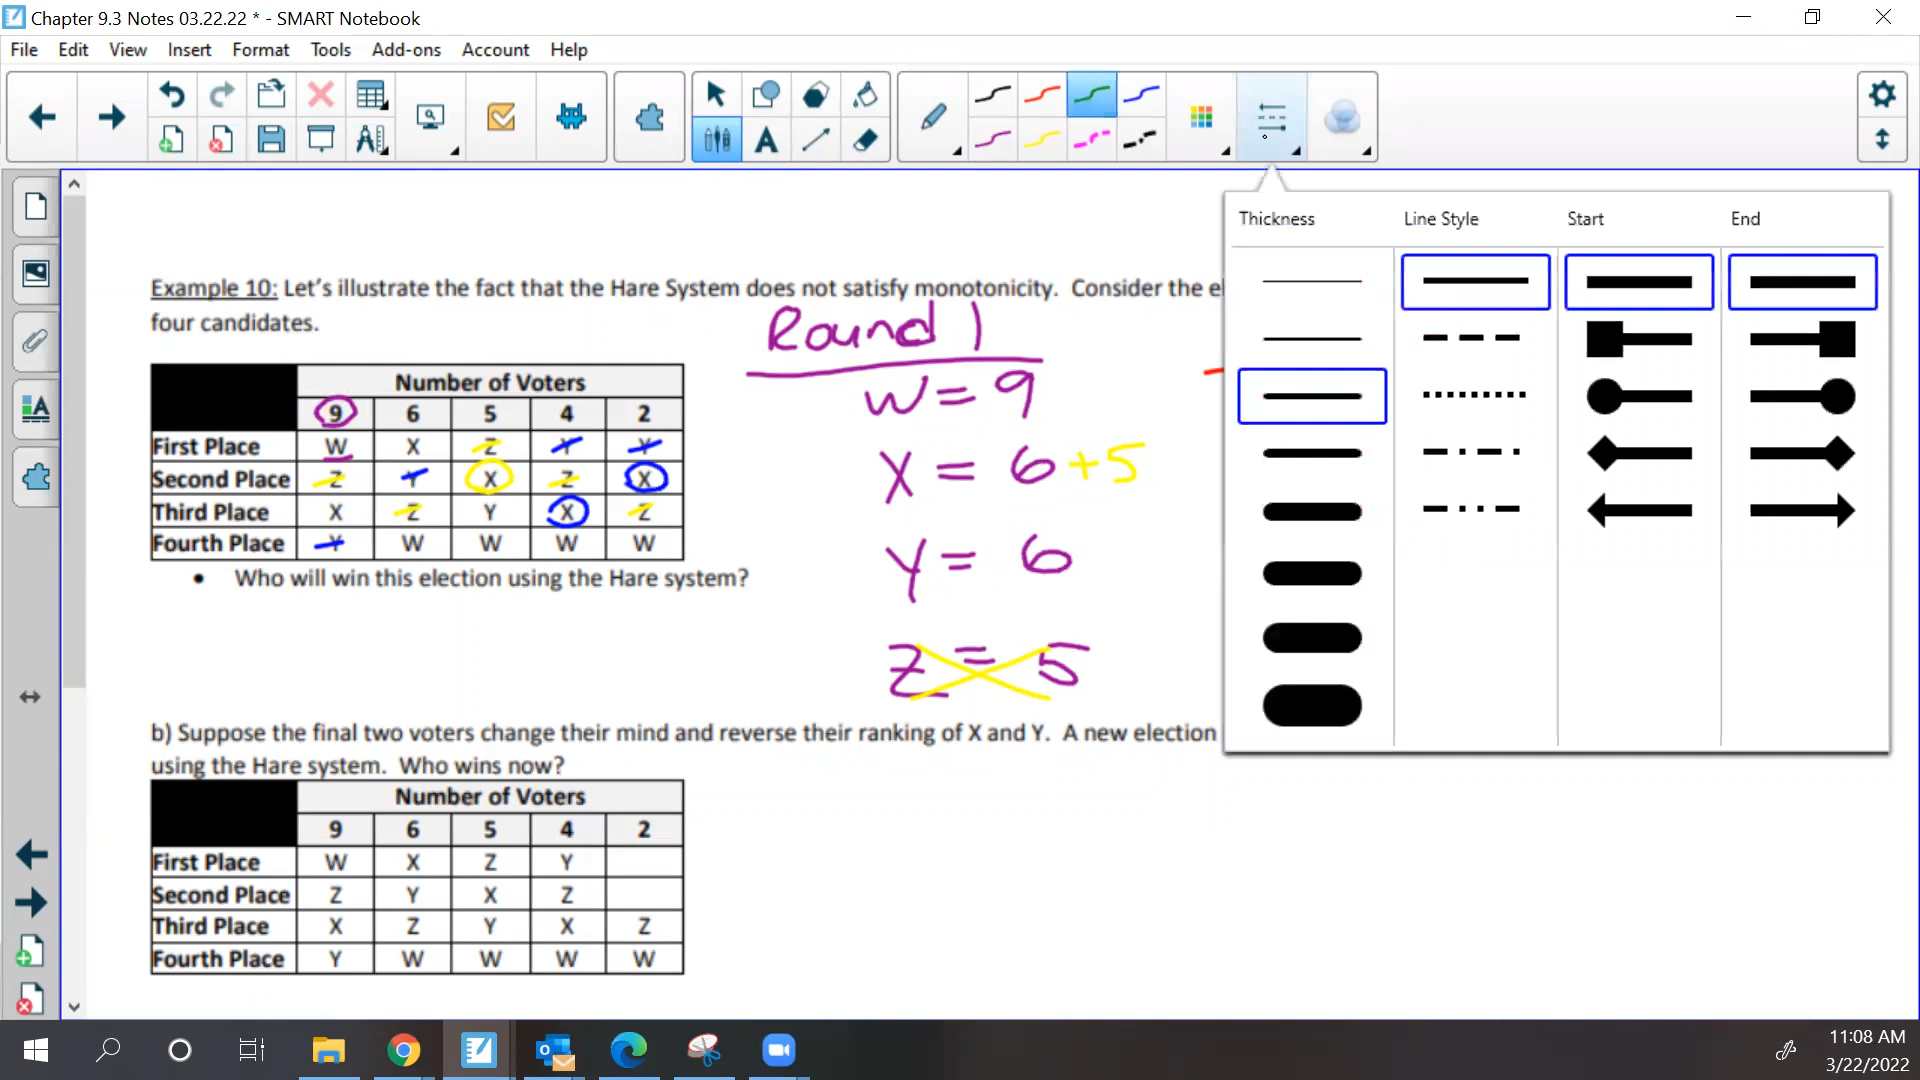 Chapter 9.3 Notes 03.22.22 * - SMART Notebook
File Edit View Insert Format Tools Add-ons Account Help
Thickness Line Style Start End
Example 10: Let's illustrate the fact that the Hare System does not satisfy monotonicity. Consider the
four candidates.
Round 1
W = 9
X = 6 + 5
Y = 6
Z = 5
Number of Voters
9 6 5 4 2
First Place W X Z Y Y
Second Place Z Y X Z X
Third Place X Z Y X Z
Fourth Place Y W W W W
• Who will win this election using the Hare system?
b) Suppose the final two voters change their mind and reverse their ranking of X and Y. A new election
using the Hare system. Who wins now?
Number of Voters
9 6 5 4 2
First Place W X Z Y
Second Place Z Y X Z
Third Place X Z Y X Z
Fourth Place Y W W W W
11:08 AM
3/22/2022